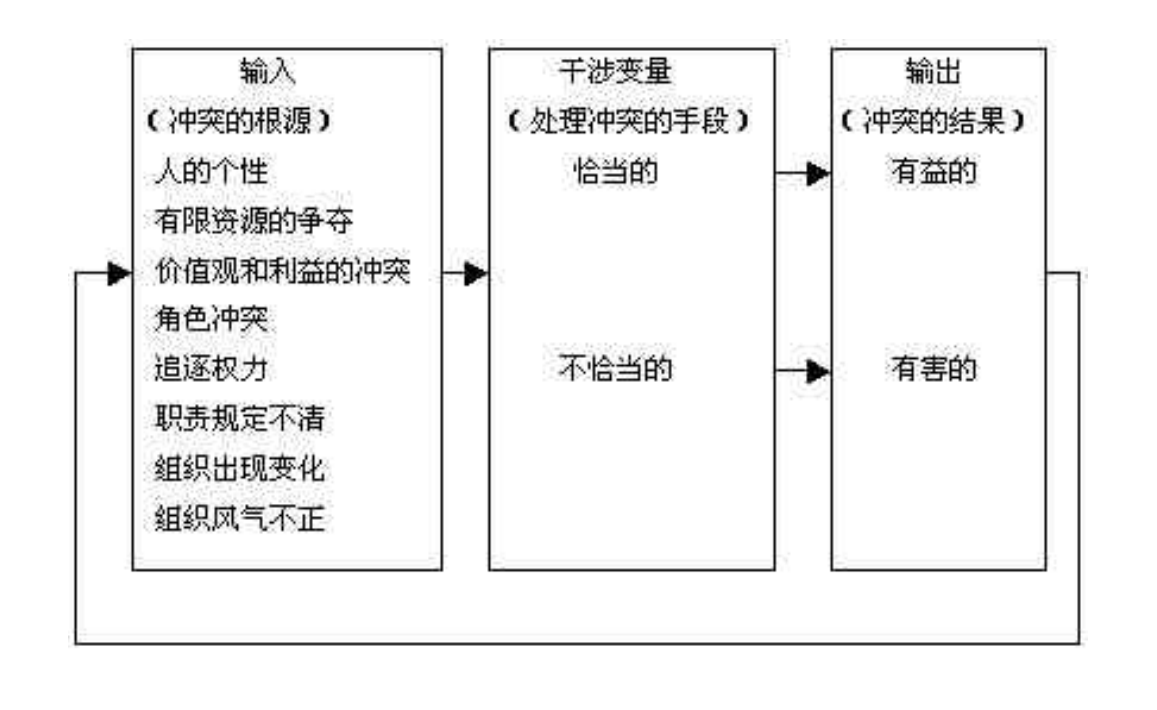 输入
(冲突的根源)
人的个性
有限资源的争夺
价值观和利益的冲突
角色冲突
追逐权力
职责规定不清
组织出现变化
组织风气不正
干涉变量
(处理冲突的手段)
恰当的
不恰当的
输出
(冲突的结果)
有益的
有害的